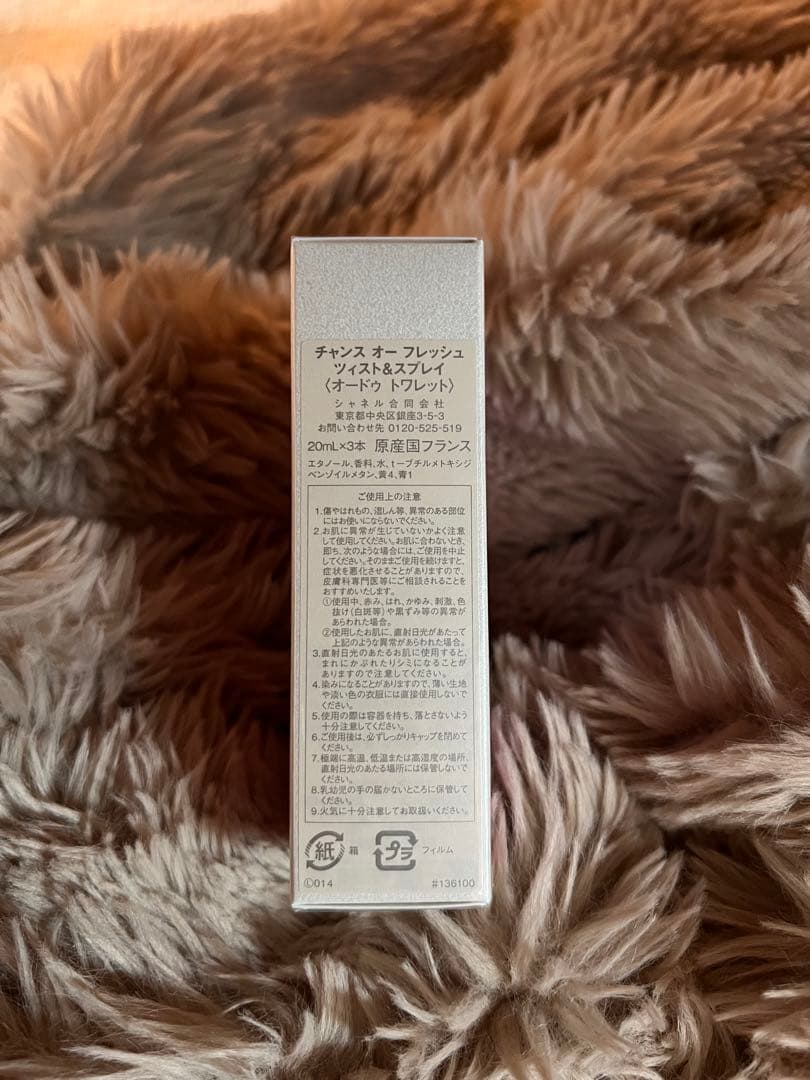 チャンス オー フレッシュ
ツィスト&スプレイ
〈オードゥ トワレット〉
シャネル合同会社
東京都中央区銀座3-5-3
お問い合わせ先 0120-525-519
20mL×3本 原産国フランス
エタノール、香料、水、t-ブチルメトキシジ
ベンゾイルメタン、黄4、青1
ご使用上の注意
1.傷やはれもの、湿しん等、異常のある部位
にはお使いにならないでください。
2.お肌に異常が生じていないかよく注意
して使用してください。お肌に合わないとき、
即ち、次のような場合には、ご使用を中止
してください。そのままご使用を続けますと、
症状を悪化させることがありますので、
皮膚科専門医等にご相談されることを
おすすめいたします。
①使用中、赤み、はれ、かゆみ、刺激、色
抜け(白斑等)や黒ずみ等の異常が
あらわれた場合。
②使用したお肌に、直射日光があたって
上記のような異常があらわれた場合。
3.直射日光のあたるお肌に使用すると、
まれにかぶれたりシミになることが
ありますので注意してください。
4.染みになることがありますので、薄い生地
や淡い色の衣服には直接使用しないで
ください。
5.使用の際は容器を持ち、落とさないよう
十分注意してください。
6.ご使用後は、必ずしっかりキャップを閉めて
ください。
7.極端に高温、低温または高湿度の場所、
直射日光のあたる場所には保管しないで
ください。
8.乳幼児の手の届かないところに保管して
ください。
9.火気に十分注意してお取扱いください。
紙 箱 プラ フィルム
Ⓛ014 #136100